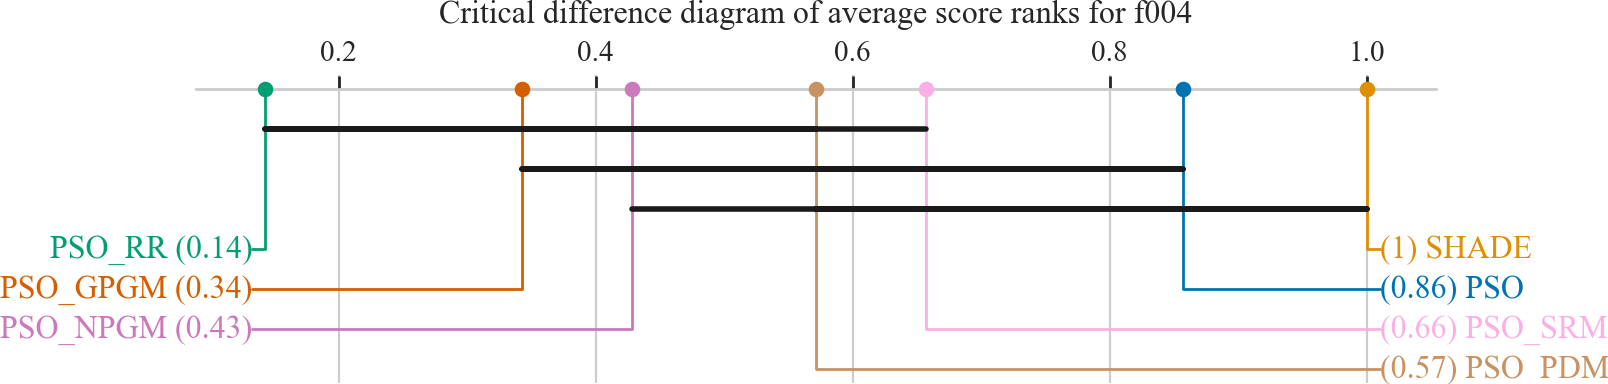 Critical difference diagram of average score ranks for f004
0.2 0.4 0.6 0.8 1.0
PSO_RR (0.14) (1) SHADE
PSO_GPGM (0.34) (0.86) PSO
PSO_NPGM (0.43) (0.66) PSO_SRM
(0.57) PSO_PDM